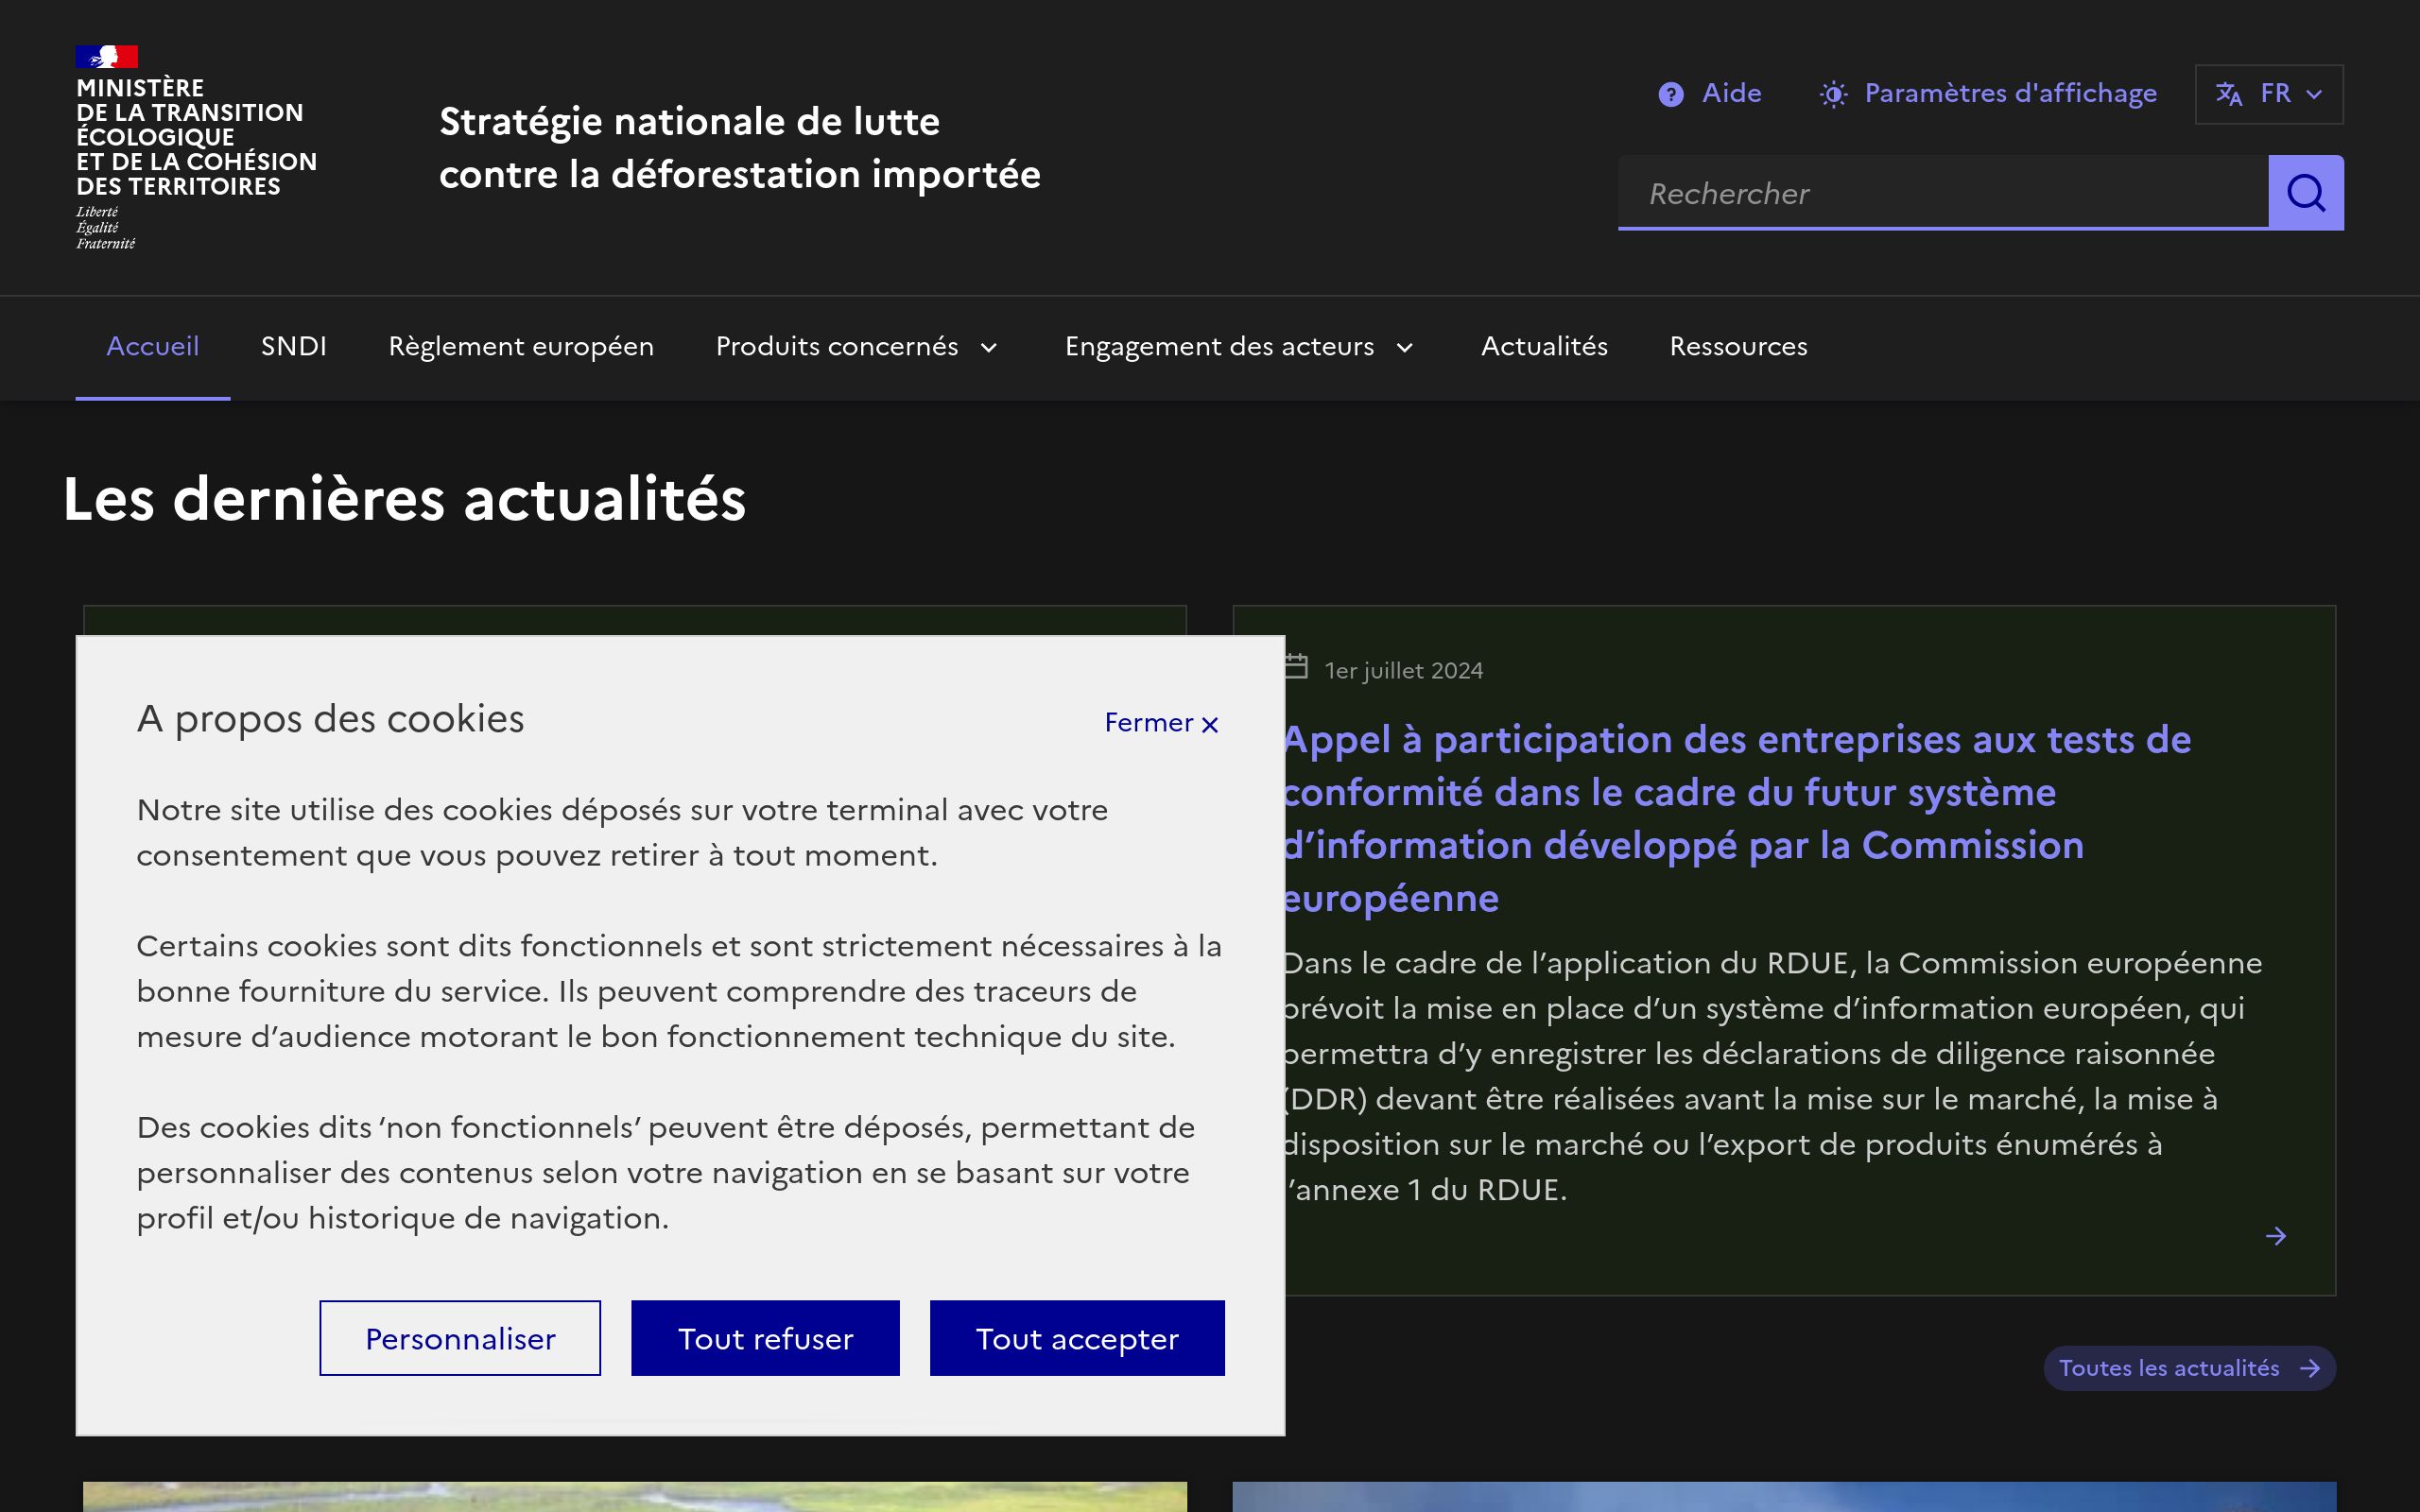 MINISTÈRE
DE LA TRANSITION
ÉCOLOGIQUE
ET DE LA COHÉSION
DES TERRITOIRES
Liberté
Égalité
Fraternité
Stratégie nationale de lutte
contre la déforestation importée
Aide
Paramètres d'affichage
FR
Rechercher
Accueil
SNDI
Règlement européen
Produits concernés
Engagement des acteurs
Actualités
Ressources
Les dernières actualités
A propos des cookies
Fermer
Notre site utilise des cookies déposés sur votre terminal avec votre
consentement que vous pouvez retirer à tout moment.
Certains cookies sont dits fonctionnels et sont strictement nécessaires à la
bonne fourniture du service. Ils peuvent comprendre des traceurs de
mesure d’audience motorant le bon fonctionnement technique du site.
Des cookies dits ‘non fonctionnels’ peuvent être déposés, permettant de
personnaliser des contenus selon votre navigation en se basant sur votre
profil et/ou historique de navigation.
Personnaliser
Tout refuser
Tout accepter
1er juillet 2024
Appel à participation des entreprises aux tests de
conformité dans le cadre du futur système
d’information développé par la Commission
européenne
Dans le cadre de l’application du RDUE, la Commission européenne
prévoit la mise en place d’un système d’information européen, qui
permettra d’y enregistrer les déclarations de diligence raisonnée
(DDR) devant être réalisées avant la mise sur le marché, la mise à
disposition sur le marché ou l’export de produits énumérés à
l’annexe 1 du RDUE.
Toutes les actualités